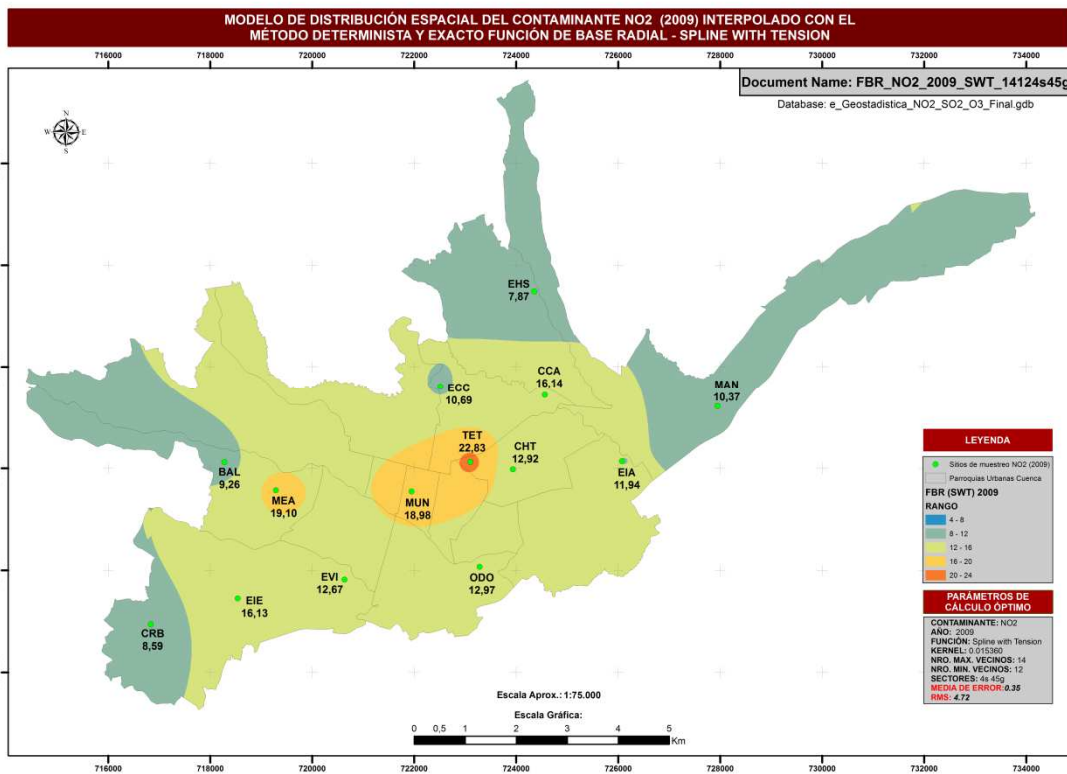 MODELO DE DISTRIBUCIÓN ESPACIAL DEL CONTAMINANTE NO2 (2009) INTERPOLADO CON EL
MÉTODO DETERMINISTA Y EXACTO FUNCIÓN DE BASE RADIAL - SPLINE WITH TENSION
716000 718000 720000 722000 724000 726000 728000 730000 732000 734000
Document Name: FBR_NO2_2009_SWT_14124s45g
Database: e_Geostadistica_NO2_SO2_O3_Final.gdb
N
W E
S
EHS
7,87
CCA
16,14
ECC
10,69
MAN
10,37
TET
22,83
CHT
12,92
EIA
11,94
BAL
9,26
MEA
19,10
MUN
18,98
EVI
12,67
ODO
12,97
EIE
16,13
CRB
8,59
LEYENDA
Sitios de muestreo NO2 (2009)
Parroquias Urbanas Cuenca
FBR (SWT) 2009
RANGO
4 - 8
8 - 12
12 - 16
16 - 20
20 - 24
PARÁMETROS DE
CÁLCULO ÓPTIMO
CONTAMINANTE: NO2
AÑO: 2009
FUNCIÓN: Spline with Tension
KERNEL: 0.015360
NRO. MAX. VECINOS: 14
NRO. MIN. VECINOS: 12
SECTORES: 4s 45g
MEDIA DE ERROR:0.35
RMS: 4.72
Escala Aprox.: 1:75.000
Escala Gráfica:
0 0,5 1 2 3 4 5
Km
716000 718000 720000 722000 724000 726000 728000 730000 732000 734000